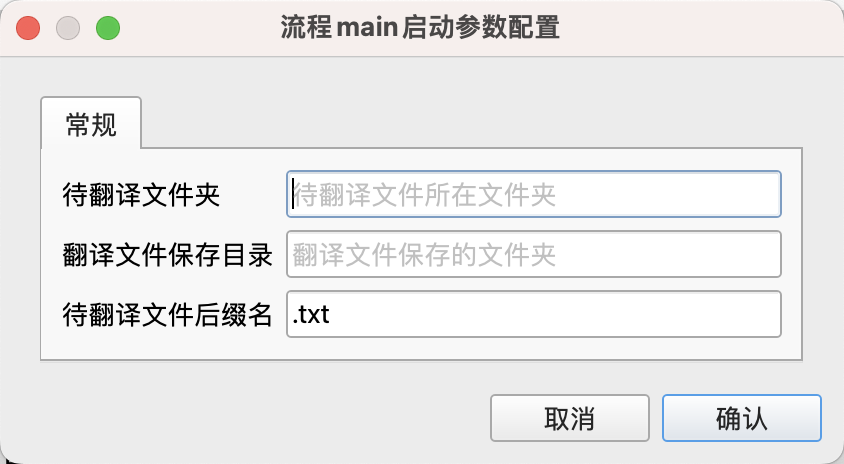 流程main启动参数配置
常规
待翻译文件夹 待翻译文件所在文件夹
翻译文件保存目录 翻译文件保存的文件夹
待翻译文件后缀名 .txt
取消 确认